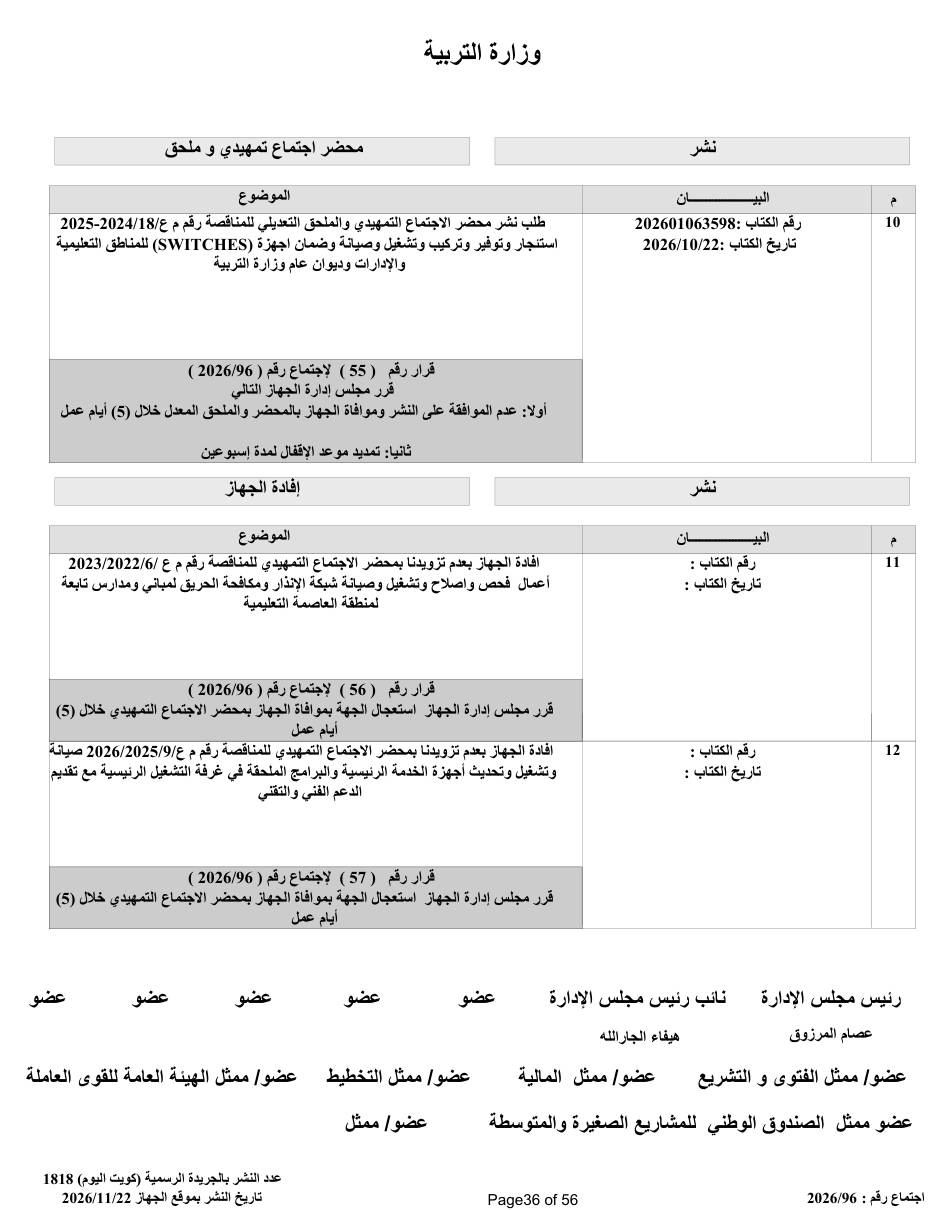 وزارة التربية
نشر
محضر اجتماع تمهيدي و ملحق
م البيـــــــــــــــان الموضوع
10
رقم الكتاب :202601063598
تاريخ الكتاب :2026/10/22
طلب نشر محضر الاجتماع التمهيدي والملحق التعديلي للمناقصة رقم م ع/18/2024-2025
استنجار وتوفير وتركيب وتشغيل وصيانة وضمان اجهزة (SWITCHES) للمناطق التعليمية
والإدارات وديوان عام وزارة التربية
قرار رقم ( 55 ) لإجتماع رقم ( 2026/96 )
قرر مجلس إدارة الجهاز التالي
أولا: عدم الموافقة على النشر وموافاة الجهاز بالمحضر والملحق المعدل خلال (5) أيام عمل
ثانيا: تمديد موعد الإقفال لمدة إسبوعين
نشر
إفادة الجهاز
م البيـــــــــــــــان الموضوع
11
رقم الكتاب :
تاريخ الكتاب :
افادة الجهاز بعدم تزويدنا بمحضر الاجتماع التمهيدي للمناقصة رقم م ع /2023/2022/6
أعمال فحص واصلاح وتشغيل وصيانة شبكة الإنذار ومكافحة الحريق لمباني ومدارس تابعة
لمنطقة العاصمة التعليمية
قرار رقم ( 56 ) لإجتماع رقم ( 2026/96 )
قرر مجلس إدارة الجهاز استعجال الجهة بموافاة الجهاز بمحضر الاجتماع التمهيدي خلال (5)
أيام عمل
12
رقم الكتاب :
تاريخ الكتاب :
افادة الجهاز بعدم تزويدنا بمحضر الاجتماع التمهيدي للمناقصة رقم م ع/2026/2025/9 صيانة
وتشغيل وتحديث أجهزة الخدمة الرئيسية والبرامج الملحقة في غرفة التشغيل الرئيسية مع تقديم
الدعم الفني والتقني
قرار رقم ( 57 ) لإجتماع رقم ( 2026/96 )
قرر مجلس إدارة الجهاز استعجال الجهة بموافاة الجهاز بمحضر الاجتماع التمهيدي خلال (5)
أيام عمل
رئيس مجلس الإدارة نائب رئيس مجلس الإدارة عضو عضو عضو عضو عضو
عصام المرزوق هيفاء الجارالله
عضو/ ممثل الفتوى و التشريع عضو/ ممثل المالية عضو/ ممثل التخطيط عضو/ ممثل الهيئة العامة للقوى العاملة
عضو ممثل الصندوق الوطني للمشاريع الصغيرة والمتوسطة عضو/ ممثل
عدد النشر بالجريدة الرسمية (كويت اليوم) 1818
اجتماع رقم : 2026/96 Page36 of 56 تاريخ النشر بموقع الجهاز 2026/11/22